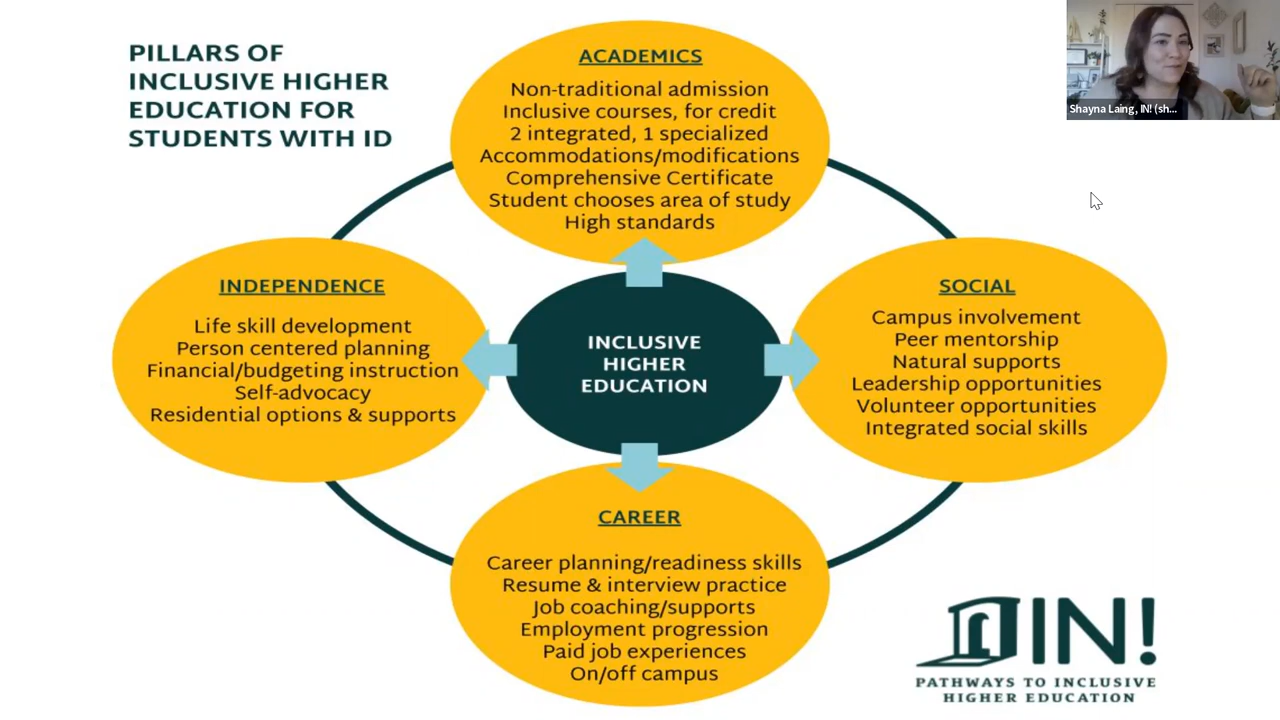 PILLARS OF
INCLUSIVE HIGHER
EDUCATION FOR
STUDENTS WITH ID
ACADEMICS
Non-traditional admission
Inclusive courses, for credit
2 integrated, 1 specialized
Accommodations/modifications
Comprehensive Certificate
Student chooses area of study
High standards
Shayna Laing, IN! (sh...
INDEPENDENCE
Life skill development
Person centered planning
Financial/budgeting instruction
Self-advocacy
Residential options & supports
INCLUSIVE
HIGHER
EDUCATION
SOCIAL
Campus involvement
Peer mentorship
Natural supports
Leadership opportunities
Volunteer opportunities
Integrated social skills
CAREER
Career planning/readiness skills
Resume & interview practice
Job coaching/supports
Employment progression
Paid job experiences
On/off campus
IN!
PATHWAYS TO INCLUSIVE
HIGHER EDUCATION